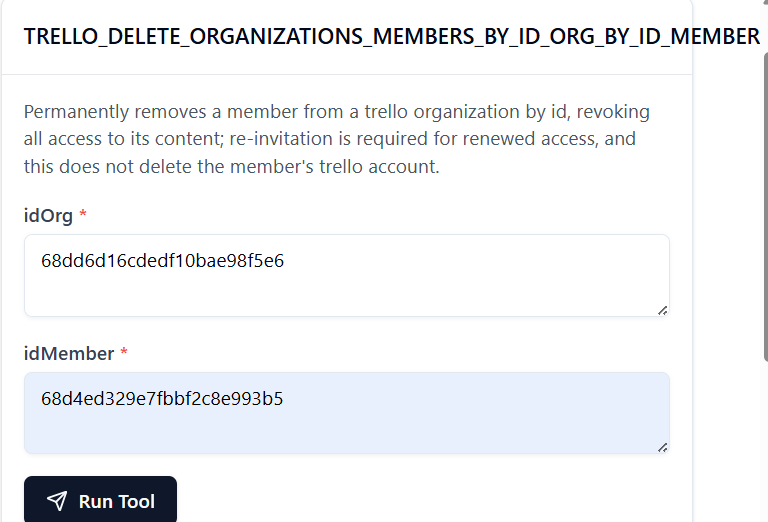 TRELLO_DELETE_ORGANIZATIONS_MEMBERS_BY_ID_ORG_BY_ID_MEMBER
Permanently removes a member from a trello organization by id, revoking
all access to its content; re-invitation is required for renewed access, and
this does not delete the member's trello account.
idOrg *
68dd6d16cdedf10bae98f5e6
idMember *
68d4ed329e7fbbf2c8e993b5
Run Tool